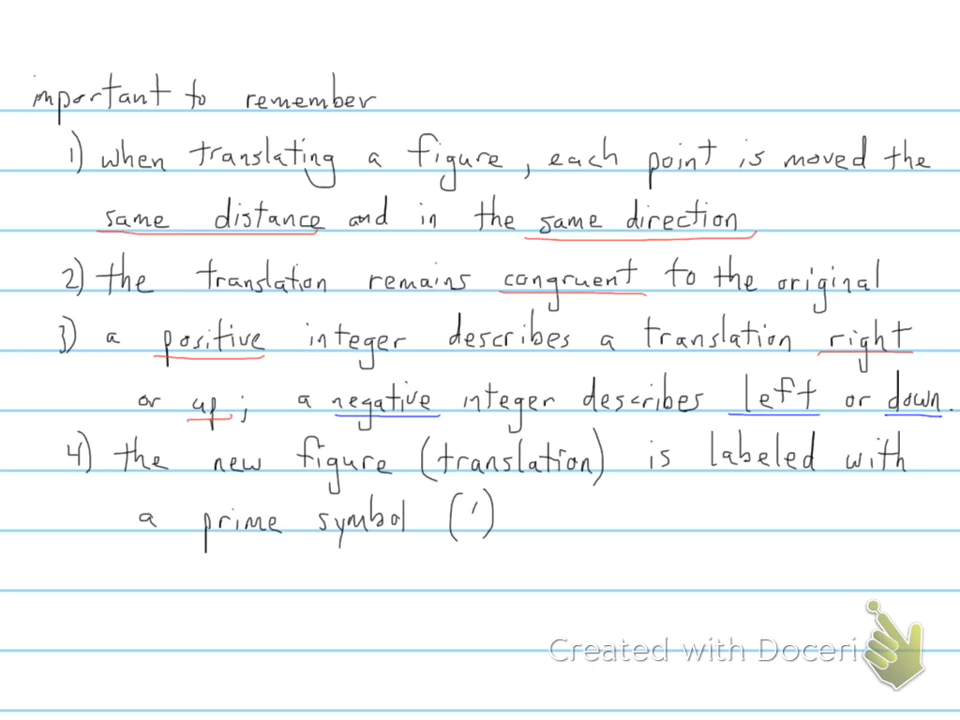 important to remember
1) when translating a figure, each point is moved the
same distance and in the same direction
2) the translation remains congruent to the original
3) a positive integer describes a translation right
or up; a negative integer describes left or down.
4) the new figure (translation) is labeled with
a prime symbol (')
Created with Doceri